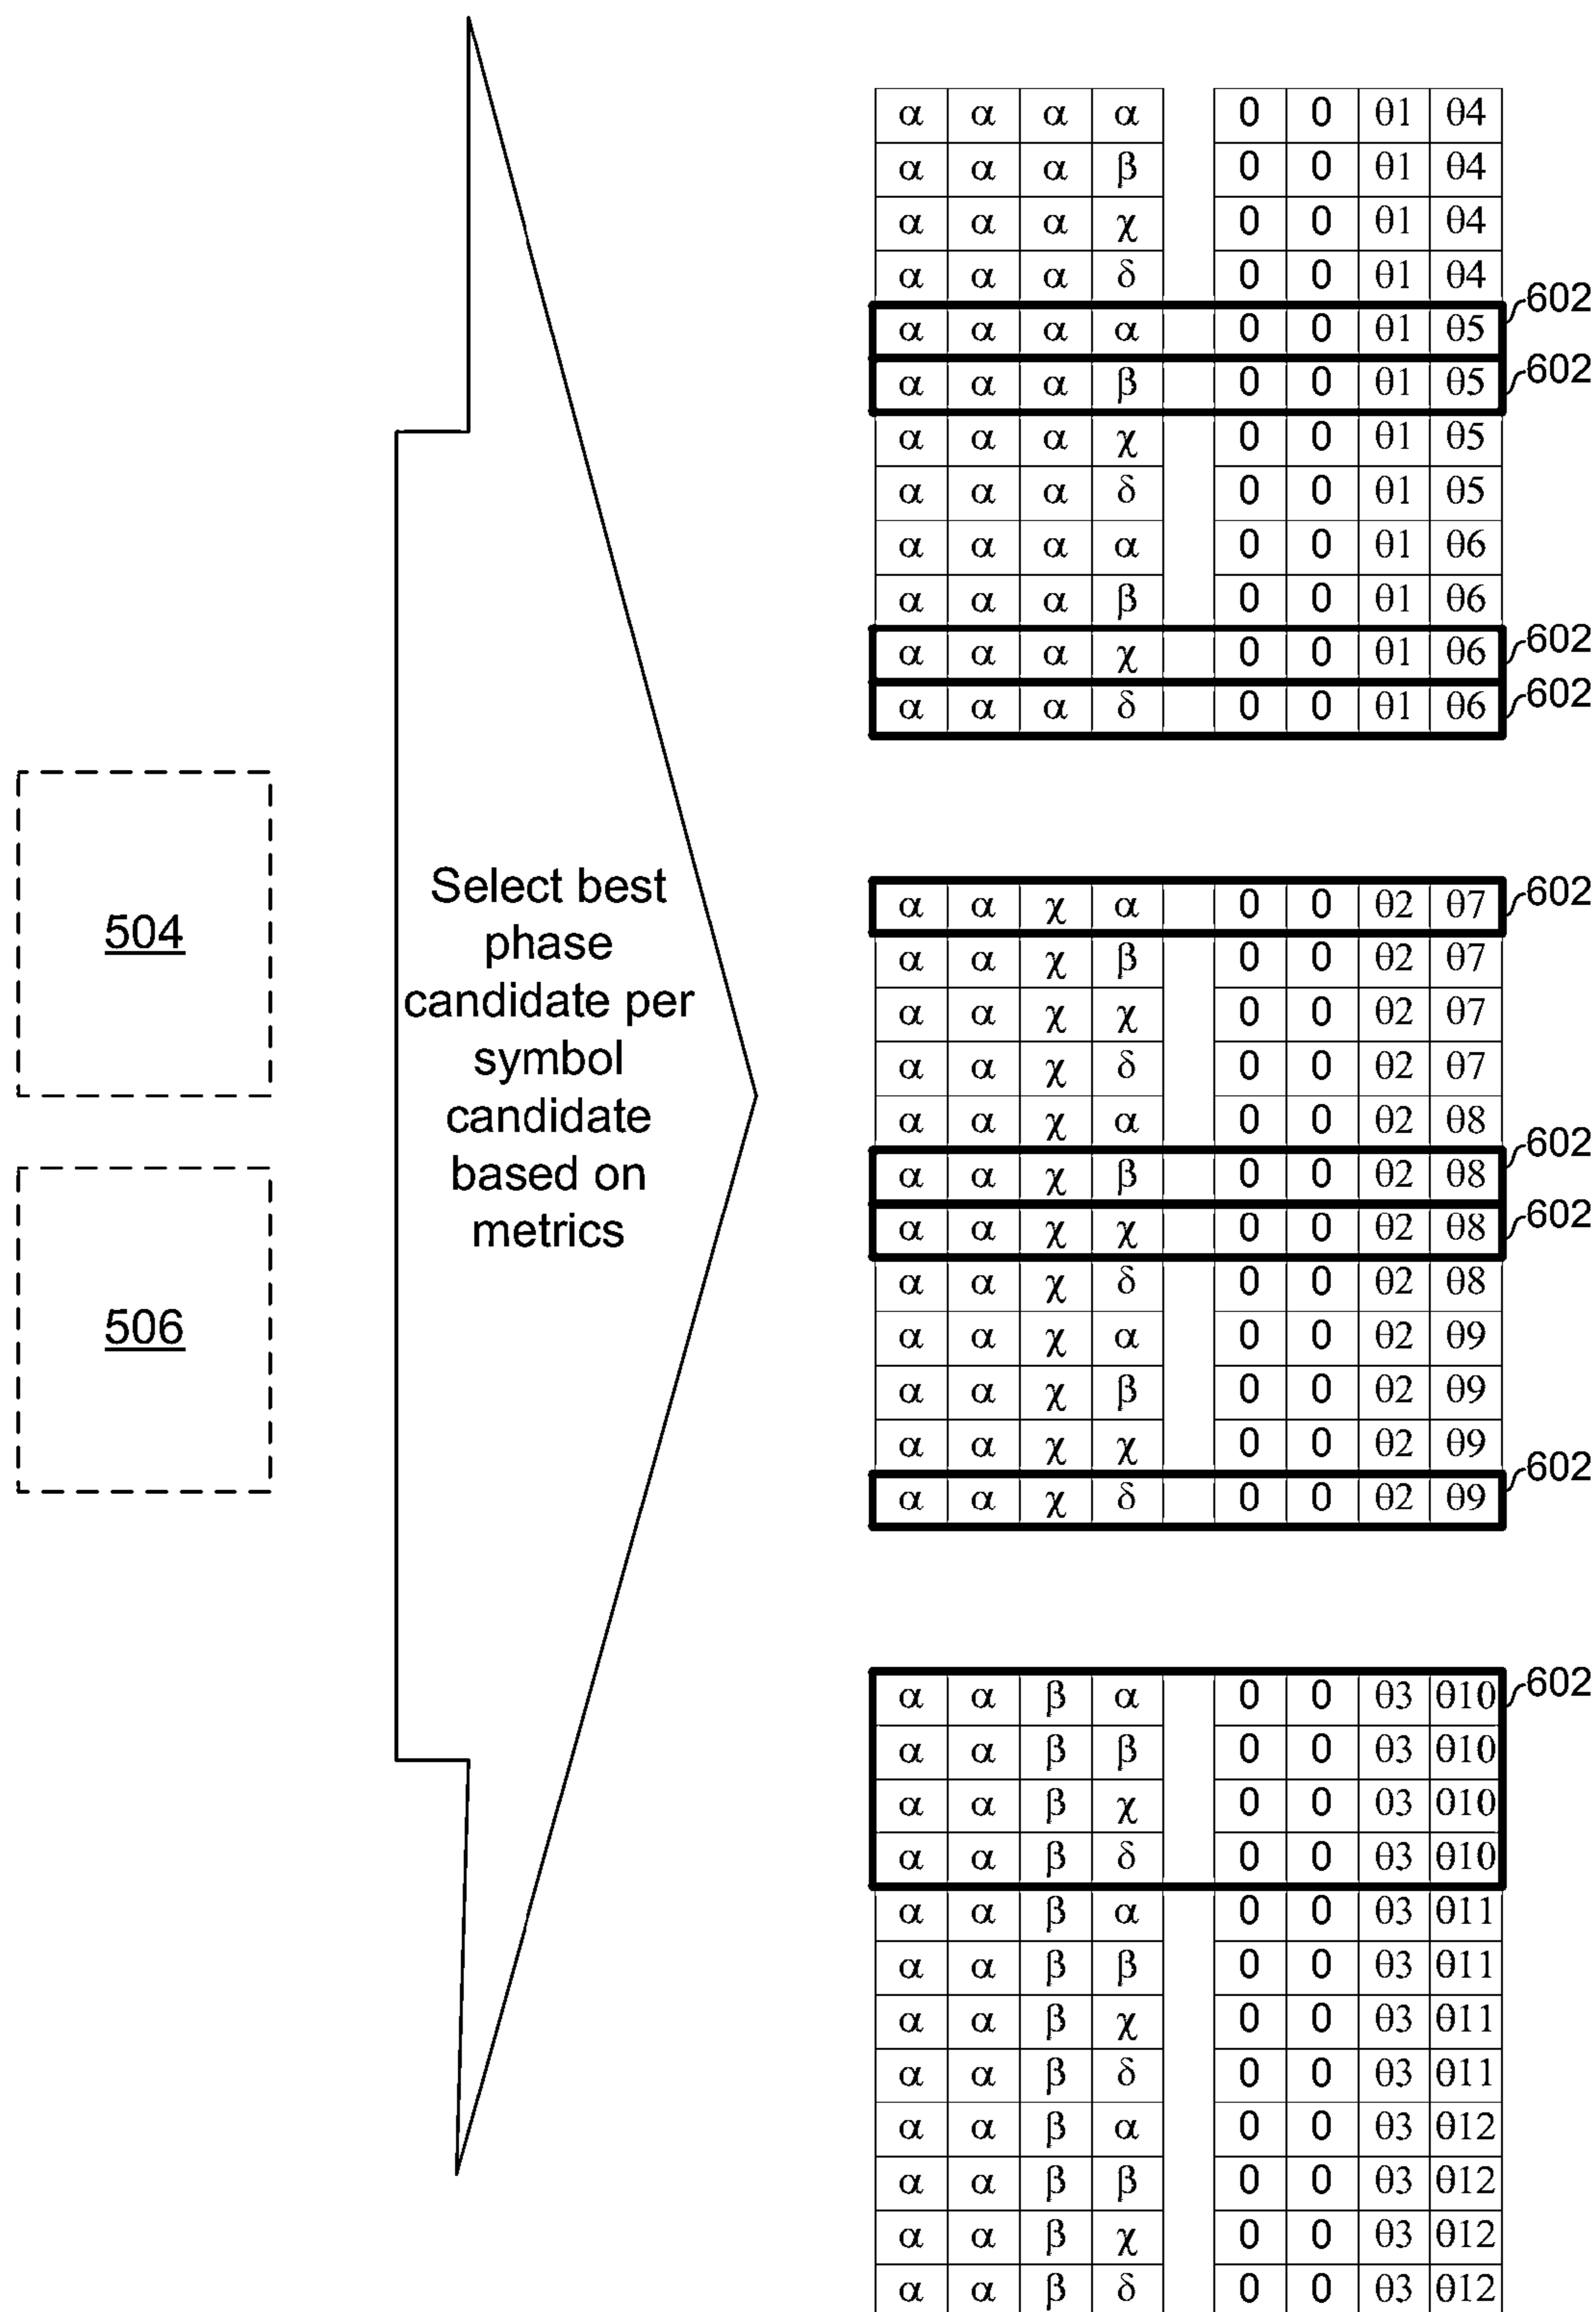 α α α α 0 0 θ1 θ4
α α α β 0 0 θ1 θ4
α α α χ 0 0 θ1 θ4
α α α δ 0 0 θ1 θ4
α α α α 0 0 θ1 θ5 602
α α α β 0 0 θ1 θ5 602
α α α χ 0 0 θ1 θ5
α α α δ 0 0 θ1 θ5
α α α α 0 0 θ1 θ6
α α α β 0 0 θ1 θ6
α α α χ 0 0 θ1 θ6 602
α α α δ 0 0 θ1 θ6 602
504
506
Select best
phase
candidate per
symbol
candidate
based on
metrics
α α χ α 0 0 θ2 θ7 602
α α χ β 0 0 θ2 θ7
α α χ χ 0 0 θ2 θ7
α α χ δ 0 0 θ2 θ7
α α χ α 0 0 θ2 θ8
α α χ β 0 0 θ2 θ8 602
α α χ χ 0 0 θ2 θ8 602
α α χ δ 0 0 θ2 θ8
α α χ α 0 0 θ2 θ9
α α χ β 0 0 θ2 θ9
α α χ χ 0 0 θ2 θ9
α α χ δ 0 0 θ2 θ9 602
α α β α 0 0 θ3 θ10 602
α α β β 0 0 θ3 θ10
α α β χ 0 0 θ3 θ10
α α β δ 0 0 θ3 θ10
α α β α 0 0 θ3 θ11
α α β β 0 0 θ3 θ11
α α β χ 0 0 θ3 θ11
α α β δ 0 0 θ3 θ11
α α β α 0 0 θ3 θ12
α α β β 0 0 θ3 θ12
α α β χ 0 0 θ3 θ12
α α β δ 0 0 θ3 θ12